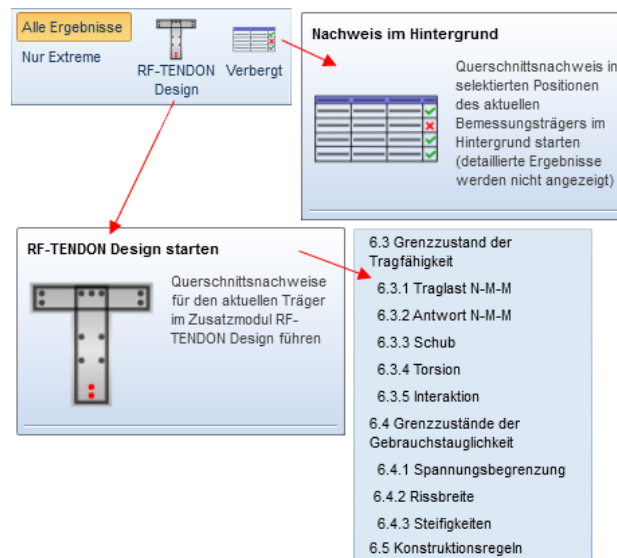 Alle Ergebnisse
Nur Extreme
RF-TENDON
Design
Verbergt
Nachweis im Hintergrund
Querschnittsnachweis in
selektierten Positionen
des aktuellen
Bemessungsträgers im
Hintergrund starten
(detaillierte Ergebnisse
werden nicht angezeigt)
RF-TENDON Design starten
Querschnittsnachweise
für den aktuellen Träger
im Zusatzmodul RF-
TENDON Design führen
6.3 Grenzzustand der
Tragfähigkeit
6.3.1 Traglast N-M-M
6.3.2 Antwort N-M-M
6.3.3 Schub
6.3.4 Torsion
6.3.5 Interaktion
6.4 Grenzzustände der
Gebrauchstauglichkeit
6.4.1 Spannungsbegrenzung
6.4.2 Rissbreite
6.4.3 Steifigkeiten
6.5 Konstruktionsregeln